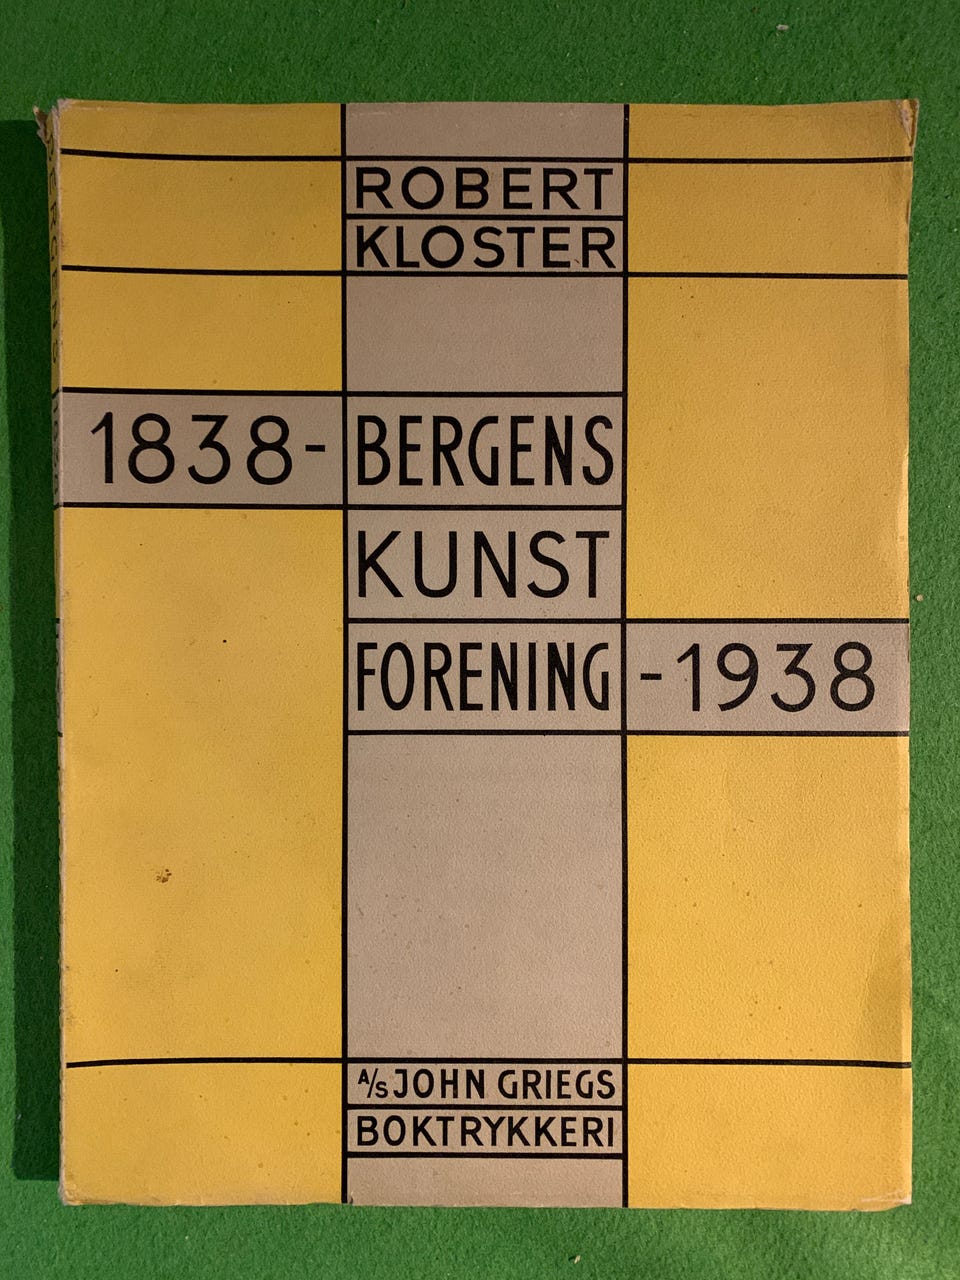 ROBERT
KLOSTER
1838- BERGENS
KUNST
FORENING -1938
A/S JOHN GRIEGS
BOKTRYKKERI